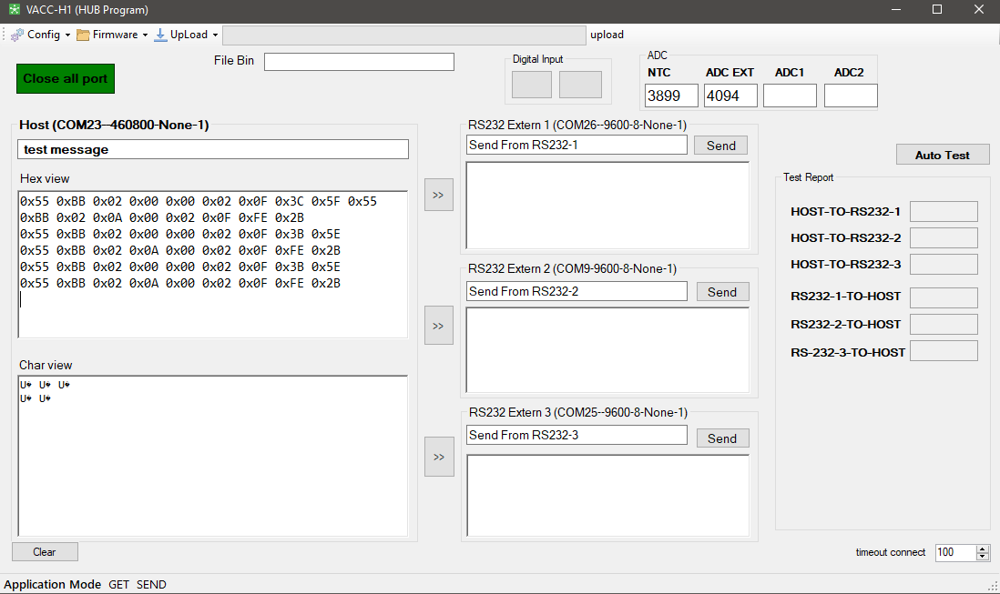 VACC-H1 (HUB Program)
Config Firmware UpLoad upload
File Bin
Close all port
Digital Input
ADC
NTC ADC EXT ADC1 ADC2
3899 4094
Host (COM23--460800-None-1)
test message
Hex view
0x55 0xBB 0x02 0x00 0x00 0x02 0x0F 0x3C 0x5F 0x55
0xBB 0x02 0x0A 0x00 0x02 0x0F 0xFE 0x2B
0x55 0xBB 0x02 0x00 0x00 0x02 0x0F 0x3B 0x5E
0x55 0xBB 0x02 0x0A 0x00 0x02 0x0F 0xFE 0x2B
0x55 0xBB 0x02 0x00 0x00 0x02 0x0F 0x3B 0x5E
0x55 0xBB 0x02 0x0A 0x00 0x02 0x0F 0xFE 0x2B
Char view
U♦ U♦ U♦
U♦ U♦
Clear
>>
>>
>>
RS232 Extern 1 (COM26--9600-8-None-1)
Send From RS232-1 Send
RS232 Extern 2 (COM9-9600-8-None-1)
Send From RS232-2 Send
RS232 Extern 3 (COM25--9600-8-None-1)
Send From RS232-3 Send
Auto Test
Test Report
HOST-TO-RS232-1
HOST-TO-RS232-2
HOST-TO-RS232-3
RS232-1-TO-HOST
RS232-2-TO-HOST
RS-232-3-TO-HOST
timeout connect 100
Application Mode GET SEND